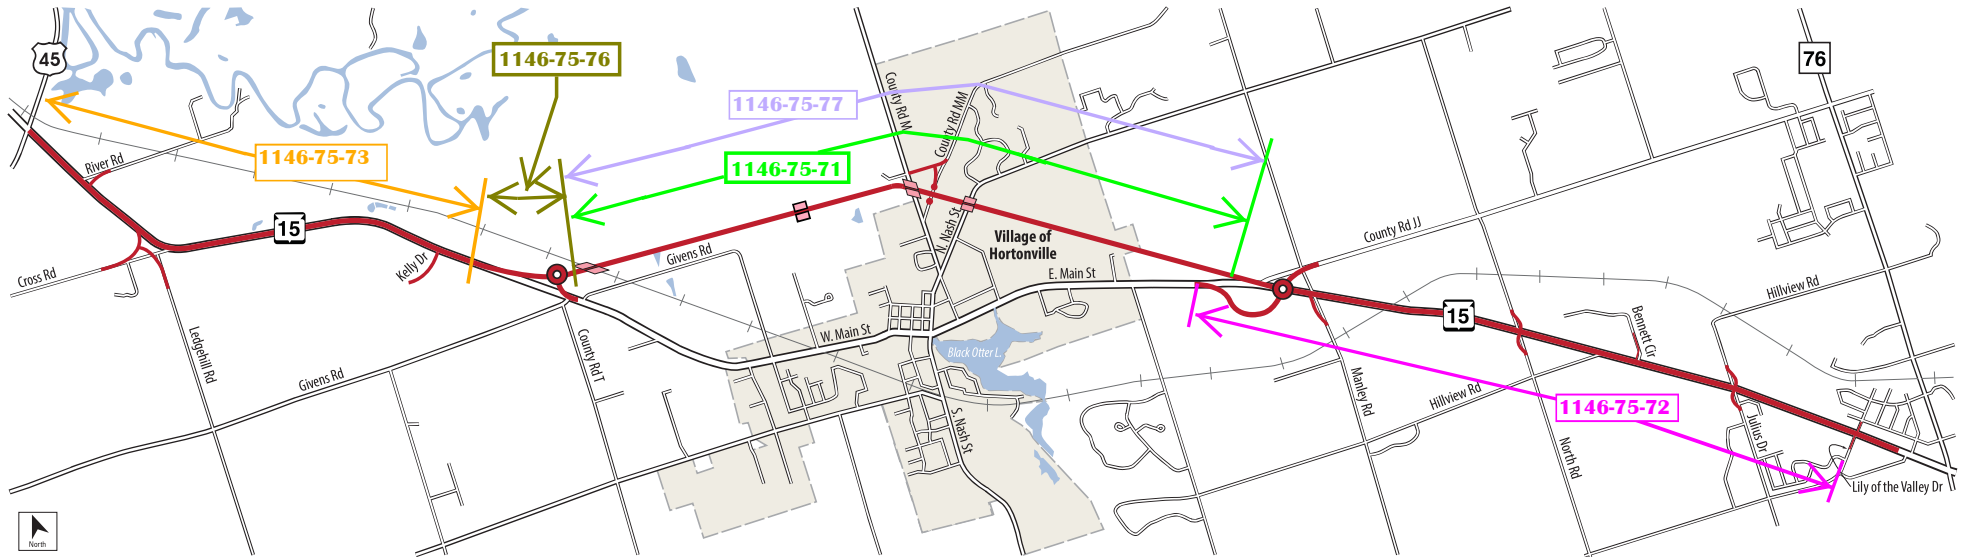 45
1146-75-76
76
1146-75-77
County Rd M
County Rd MM
1146-75-73
River Rd
1146-75-71
15
N. Nash St
Village of
Hortonville
County Rd JJ
Cross Rd
Kelly Dr
Givens Rd
E. Main St
Hillview Rd
15
Ledgehill Rd
County Rd T
W. Main St
Black Otter L.
Bennett Cir
Givens Rd
Manley Rd
Hillview Rd
1146-75-72
S. Nash St
North Rd
Julius Dr
Lily of the Valley Dr
North